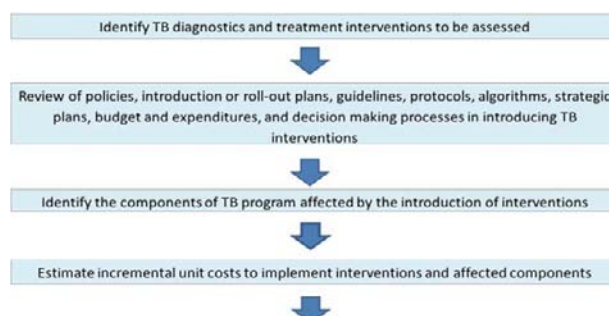 Identify TB diagnostics and treatment interventions to be assessed
Review of policies, introduction or roll-out plans, guidelines, protocols, algorithms, strategic
plans, budget and expenditures, and decision making processes in introducing TB
interventions
Identify the components of TB program affected by the introduction of interventions
Estimate incremental unit costs to implement interventions and affected components